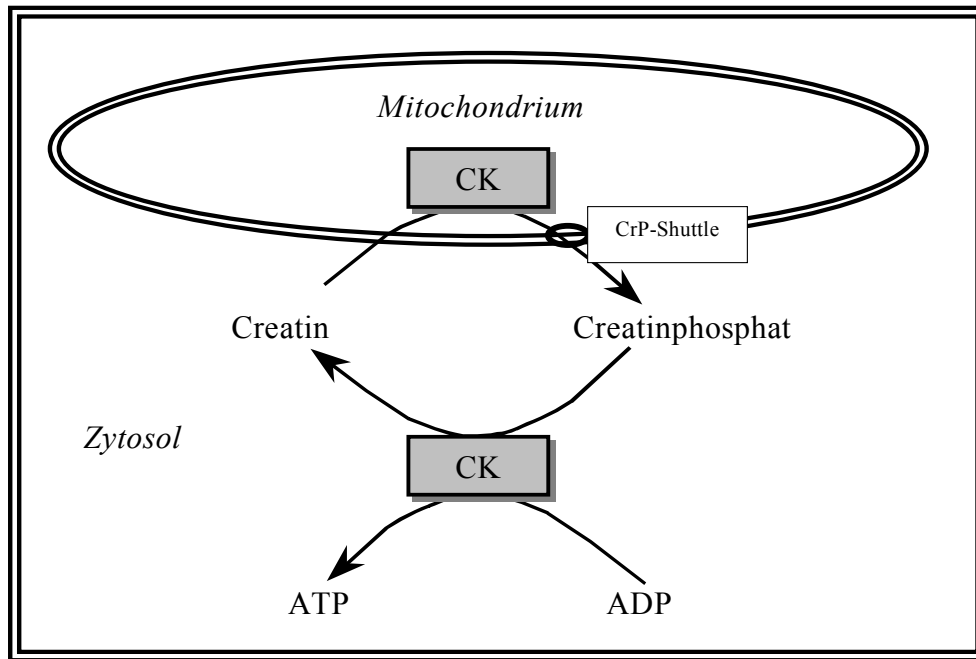 Mitochondrium
CK
CrP-Shuttle
Creatin
Creatinphosphat
Zytosol
CK
ATP
ADP